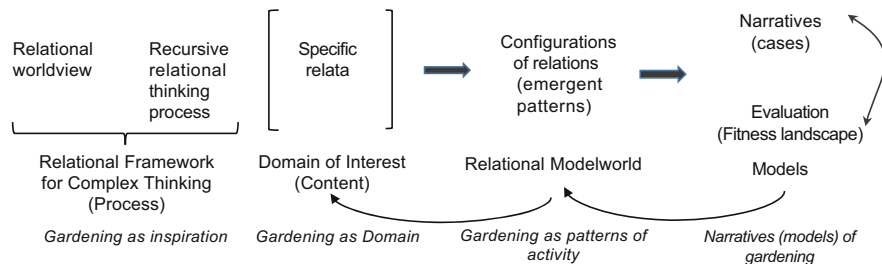 Relational
worldview
Recursive
relational
thinking
process
Specific
relata
Configurations
of relations
(emergent
patterns)
Narratives
(cases)
Evaluation
(Fitness landscape)
Relational Framework
for Complex Thinking
(Process)
Domain of Interest
(Content)
Relational Modelworld
Models
Gardening as inspiration
Gardening as Domain
Gardening as patterns of
activity
Narratives (models) of
gardening